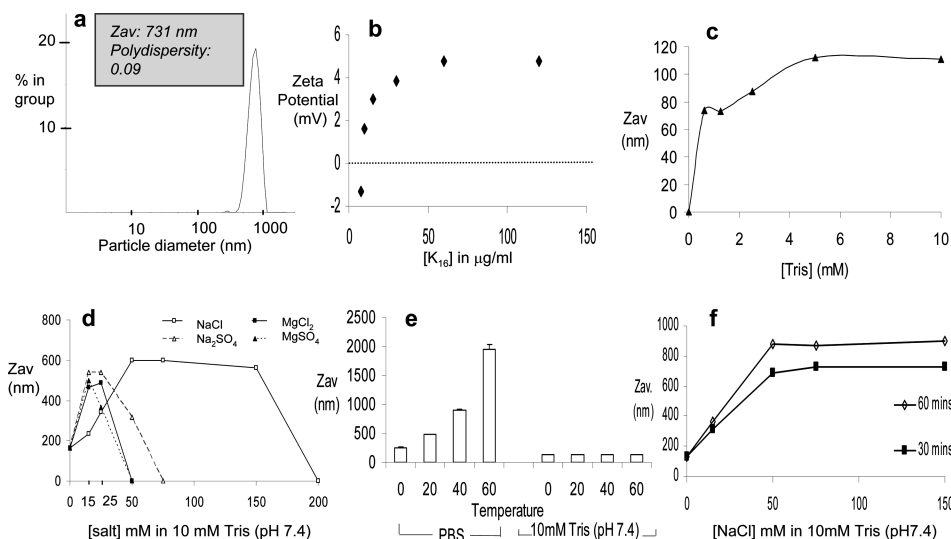 a
Zav: 731 nm
Polydispersity:
0.09
20
% in
group
10
10 100 1000
Particle diameter (nm)
b
6
4
2
0
-2
Zeta
Potential
(mV)
0 50 100 150
[K16] in µg/ml
c
120
100
80
60
40
20
0
Zav
(nm)
0 2 4 6 8 10
[Tris] (mM)
d
NaCl
Na2SO4
MgCl2
MgSO4
800
600
400
200
0
Zav
(nm)
0 15 25 50 100 150 200
[salt] mM in 10 mM Tris (pH 7.4)
e
2500
2000
1500
1000
500
0
Zav
(nm)
0 20 40 60 0 20 40 60
Temperature
PBS
10mM Tris (pH 7.4)
f
1000
800
600
400
200
0
Zav.
(nm)
60 mins
30 mins
0 50 100 150
[NaCl] mM in 10mM Tris (pH7.4)